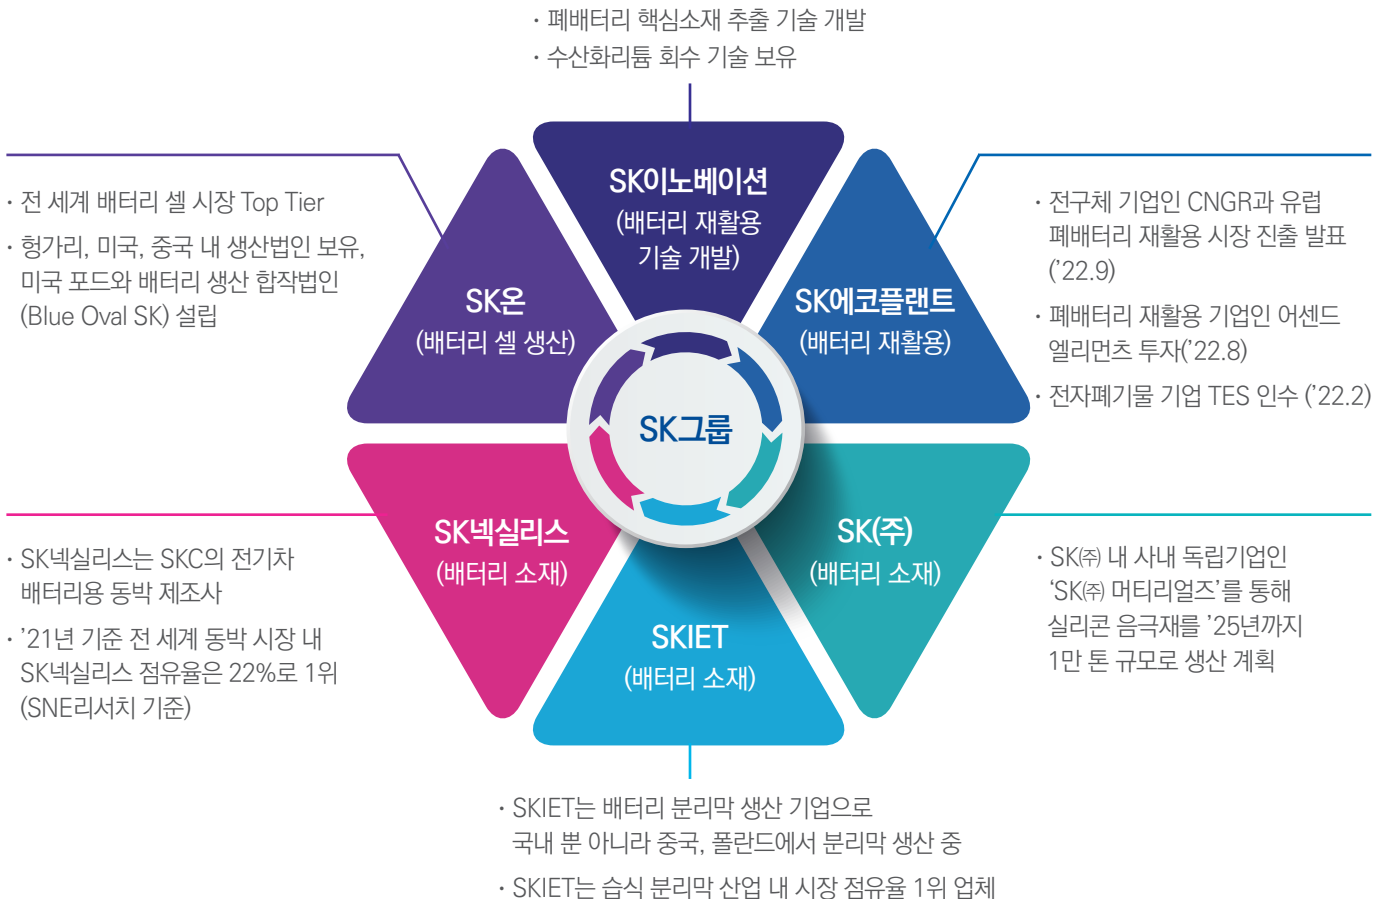 · 폐배터리 핵심소재 추출 기술 개발
· 수산화리튬 회수 기술 보유
SK이노베이션
(배터리 재활용
기술 개발)
· 전 세계 배터리 셀 시장 Top Tier
· 헝가리, 미국, 중국 내 생산법인 보유,
미국 포드와 배터리 생산 합작법인
(Blue Oval SK) 설립
SK온
(배터리 셀 생산)
SK에코플랜트
(배터리 재활용)
· 전구체 기업인 CNGR과 유럽
폐배터리 재활용 시장 진출 발표
(’22.9)
· 폐배터리 재활용 기업인 어센드
엘리먼츠 투자(’22.8)
· 전자폐기물 기업 TES 인수 (’22.2)
SK그룹
· SK넥실리스는 SKC의 전기차
배터리용 동박 제조사
· ’21년 기준 전 세계 동박 시장 내
SK넥실리스 점유율은 22%로 1위
(SNE리서치 기준)
SK넥실리스
(배터리 소재)
SK(주)
(배터리 소재)
· SK㈜ 내 사내 독립기업인
‘SK㈜ 머티리얼즈’를 통해
실리콘 음극재를 ’25년까지
1만 톤 규모로 생산 계획
SKIET
(배터리 소재)
· SKIET는 배터리 분리막 생산 기업으로
국내 뿐 아니라 중국, 폴란드에서 분리막 생산 중
· SKIET는 습식 분리막 산업 내 시장 점유율 1위 업체